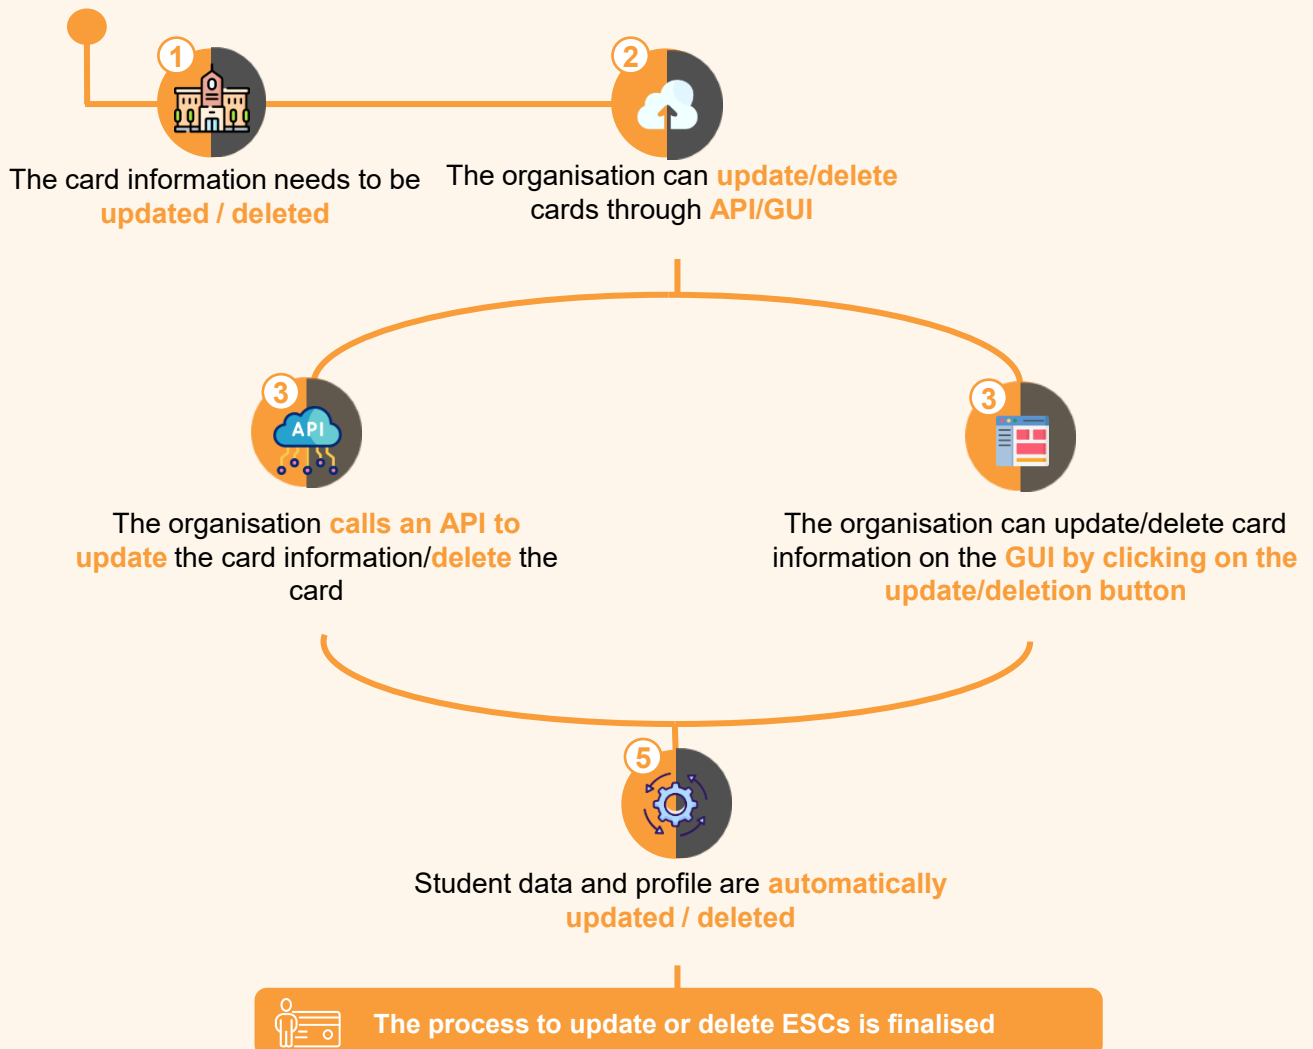 1
The card information needs to be
updated / deleted
2
The organisation can update/delete
cards through API/GUI
3
API
The organisation calls an API to
update the card information/delete the
card
3
The organisation can update/delete card
information on the GUI by clicking on the
update/deletion button
5
Student data and profile are automatically
updated / deleted
The process to update or delete ESCs is finalised